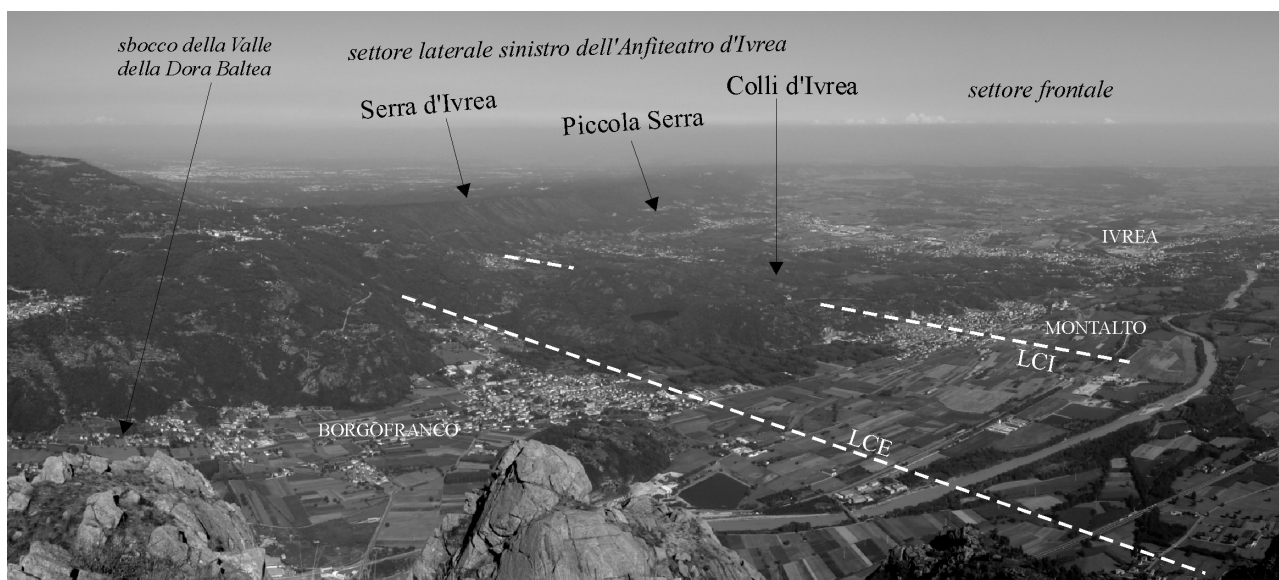 sbocco della Valle
della Dora Baltea
settore laterale sinistro dell'Anfiteatro d'Ivrea
Serra d'Ivrea
Piccola Serra
Colli d'Ivrea
settore frontale
IVREA
MONTALTO
LCI
BORGOFRANCO
LCE